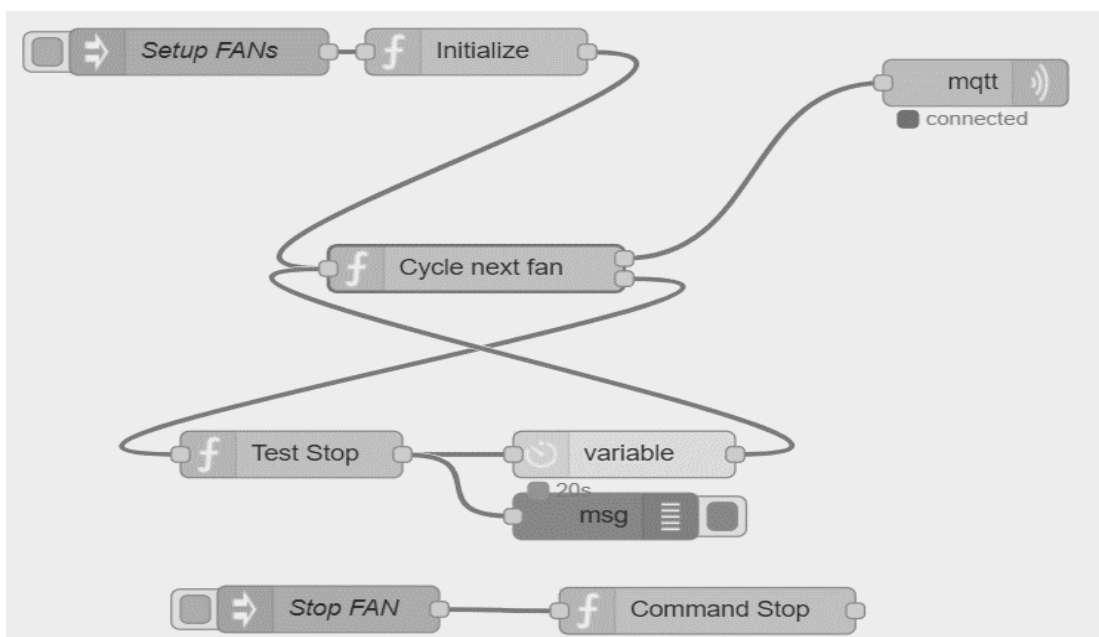 Setup FANs
Initialize
mqtt
connected
Cycle next fan
Test Stop
variable
20s
msg
Stop FAN
Command Stop